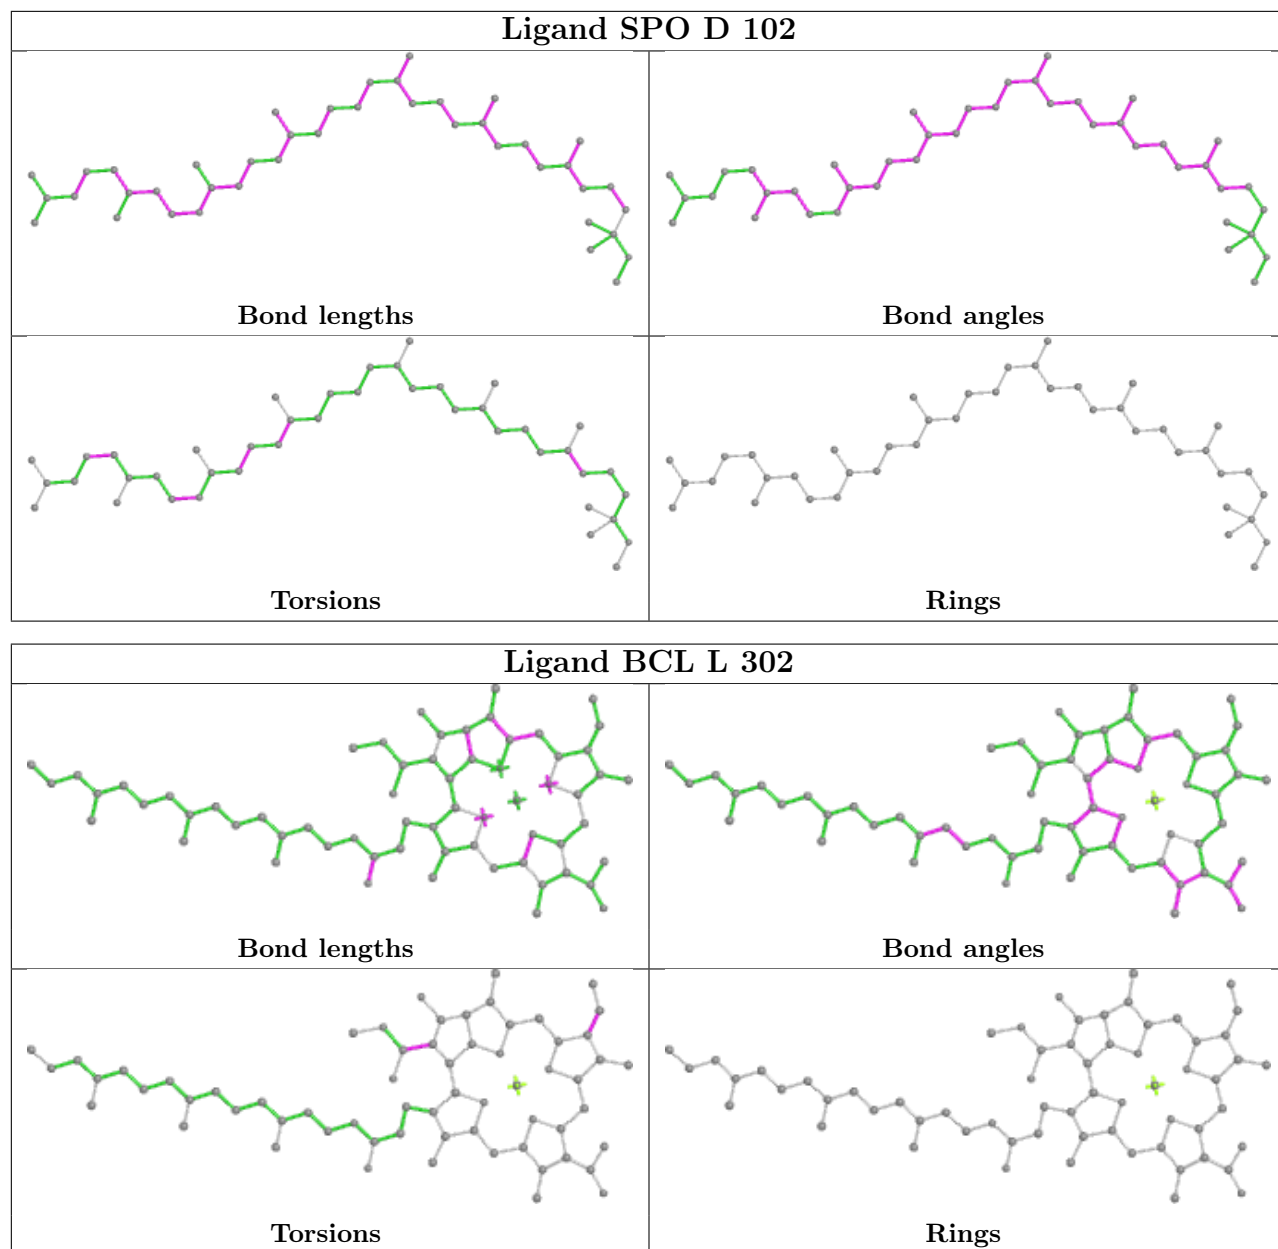 Ligand SPO D 102
Bond lengths
Bond angles
Torsions
Rings
Ligand BCL L 302
Bond lengths
Bond angles
Torsions
Rings